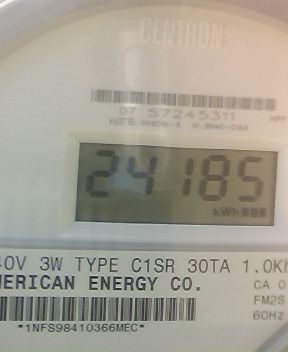 CENTRON®
07 57245311
24185
kWh
40V 3W TYPE C1SR 30TA 1.0Kh
MERICAN ENERGY CO.
CA 0
FM2S
60Hz
*1NFS98410366MEC*